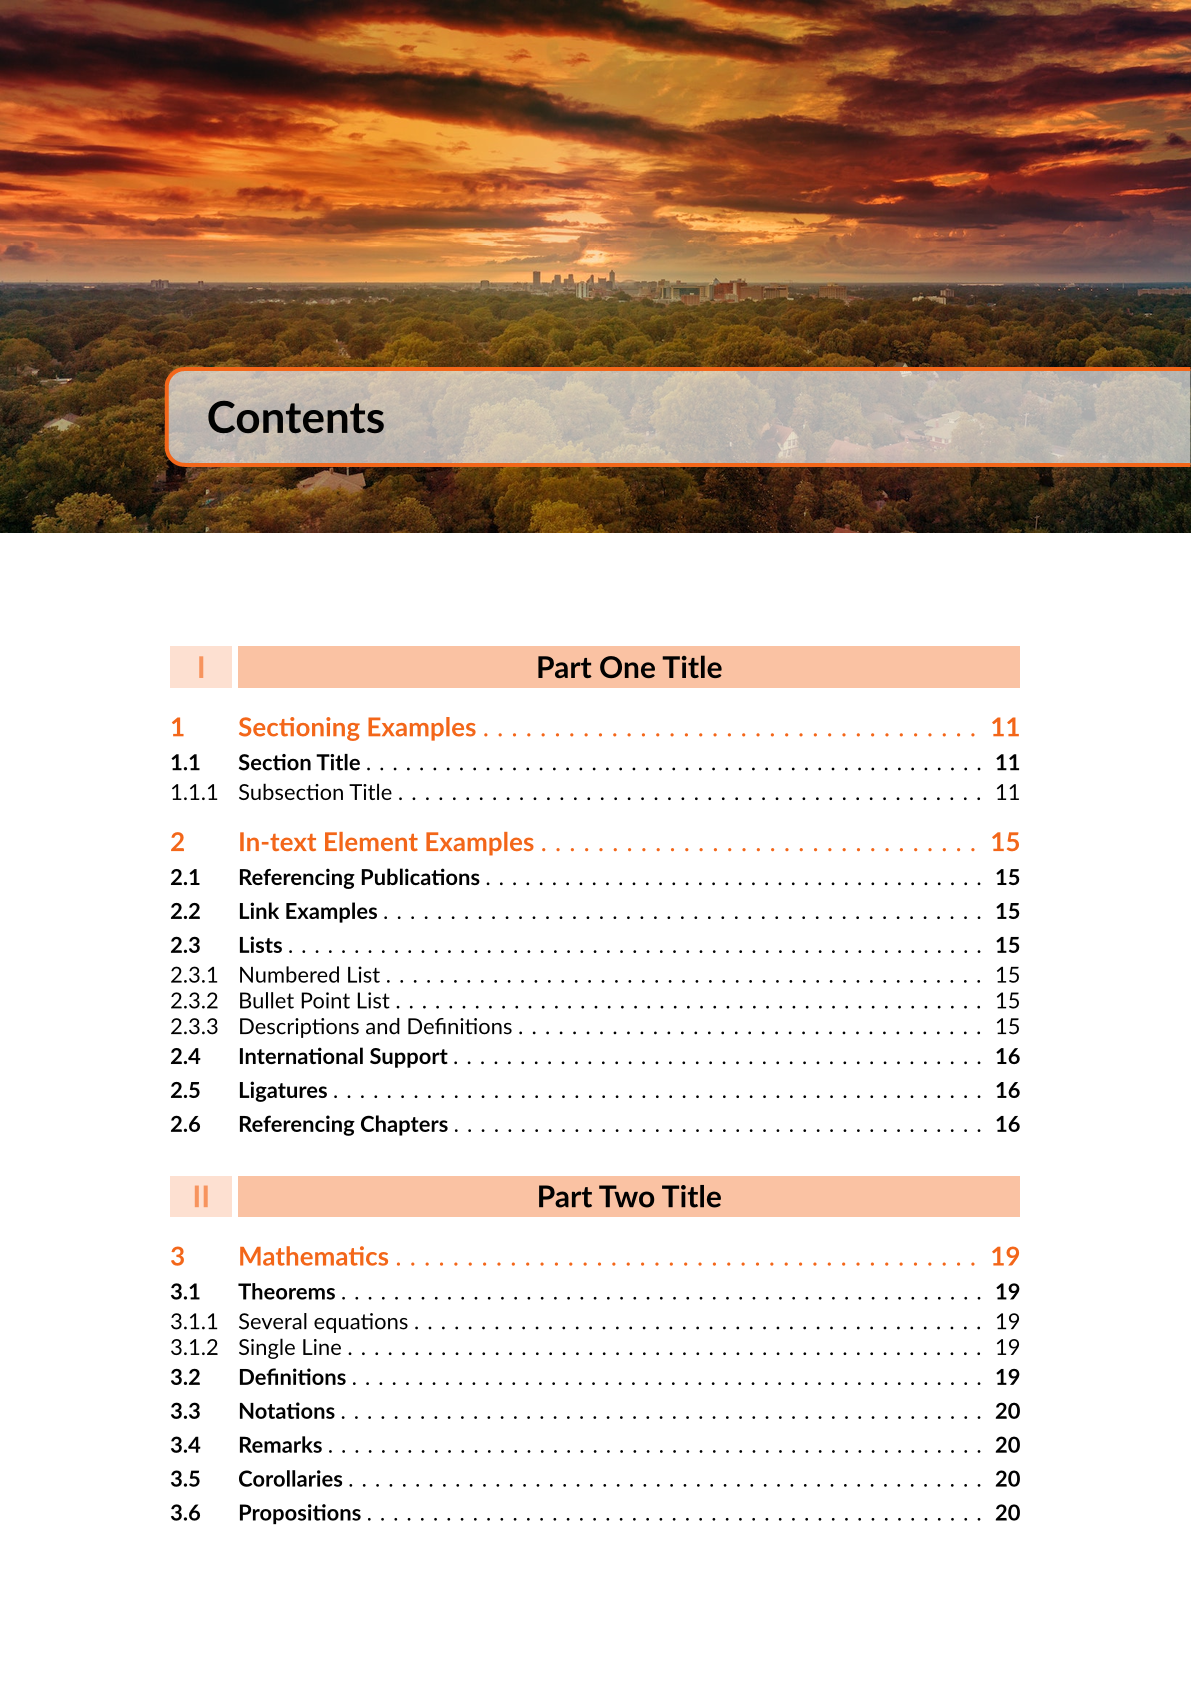 Contents
I Part One Title
1 Sectioning Examples . . . . . . . . . . . . . . . . . . . . . . . . . . . . . . . . . . . 11
1.1 Section Title . . . . . . . . . . . . . . . . . . . . . . . . . . . . . . . . . . . . . . . . . . . . . . . 11
1.1.1 Subsection Title . . . . . . . . . . . . . . . . . . . . . . . . . . . . . . . . . . . . . . . . . . . . 11
2 In-text Element Examples . . . . . . . . . . . . . . . . . . . . . . . . . . . . . . . 15
2.1 Referencing Publications . . . . . . . . . . . . . . . . . . . . . . . . . . . . . . . . . . . . . . 15
2.2 Link Examples . . . . . . . . . . . . . . . . . . . . . . . . . . . . . . . . . . . . . . . . . . . . . 15
2.3 Lists . . . . . . . . . . . . . . . . . . . . . . . . . . . . . . . . . . . . . . . . . . . . . . . . . . . . . 15
2.3.1 Numbered List . . . . . . . . . . . . . . . . . . . . . . . . . . . . . . . . . . . . . . . . . . . . . 15
2.3.2 Bullet Point List . . . . . . . . . . . . . . . . . . . . . . . . . . . . . . . . . . . . . . . . . . . . 15
2.3.3 Descriptions and Definitions . . . . . . . . . . . . . . . . . . . . . . . . . . . . . . . . . . . 15
2.4 International Support . . . . . . . . . . . . . . . . . . . . . . . . . . . . . . . . . . . . . . . . 16
2.5 Ligatures . . . . . . . . . . . . . . . . . . . . . . . . . . . . . . . . . . . . . . . . . . . . . . . . . 16
2.6 Referencing Chapters . . . . . . . . . . . . . . . . . . . . . . . . . . . . . . . . . . . . . . . . 16
II Part Two Title
3 Mathematics . . . . . . . . . . . . . . . . . . . . . . . . . . . . . . . . . . . . . . . . . 19
3.1 Theorems . . . . . . . . . . . . . . . . . . . . . . . . . . . . . . . . . . . . . . . . . . . . . . . . . 19
3.1.1 Several equations . . . . . . . . . . . . . . . . . . . . . . . . . . . . . . . . . . . . . . . . . . . 19
3.1.2 Single Line . . . . . . . . . . . . . . . . . . . . . . . . . . . . . . . . . . . . . . . . . . . . . . . . 19
3.2 Definitions . . . . . . . . . . . . . . . . . . . . . . . . . . . . . . . . . . . . . . . . . . . . . . . . 19
3.3 Notations . . . . . . . . . . . . . . . . . . . . . . . . . . . . . . . . . . . . . . . . . . . . . . . . . 20
3.4 Remarks . . . . . . . . . . . . . . . . . . . . . . . . . . . . . . . . . . . . . . . . . . . . . . . . . . 20
3.5 Corollaries . . . . . . . . . . . . . . . . . . . . . . . . . . . . . . . . . . . . . . . . . . . . . . . . 20
3.6 Propositions . . . . . . . . . . . . . . . . . . . . . . . . . . . . . . . . . . . . . . . . . . . . . . . 20